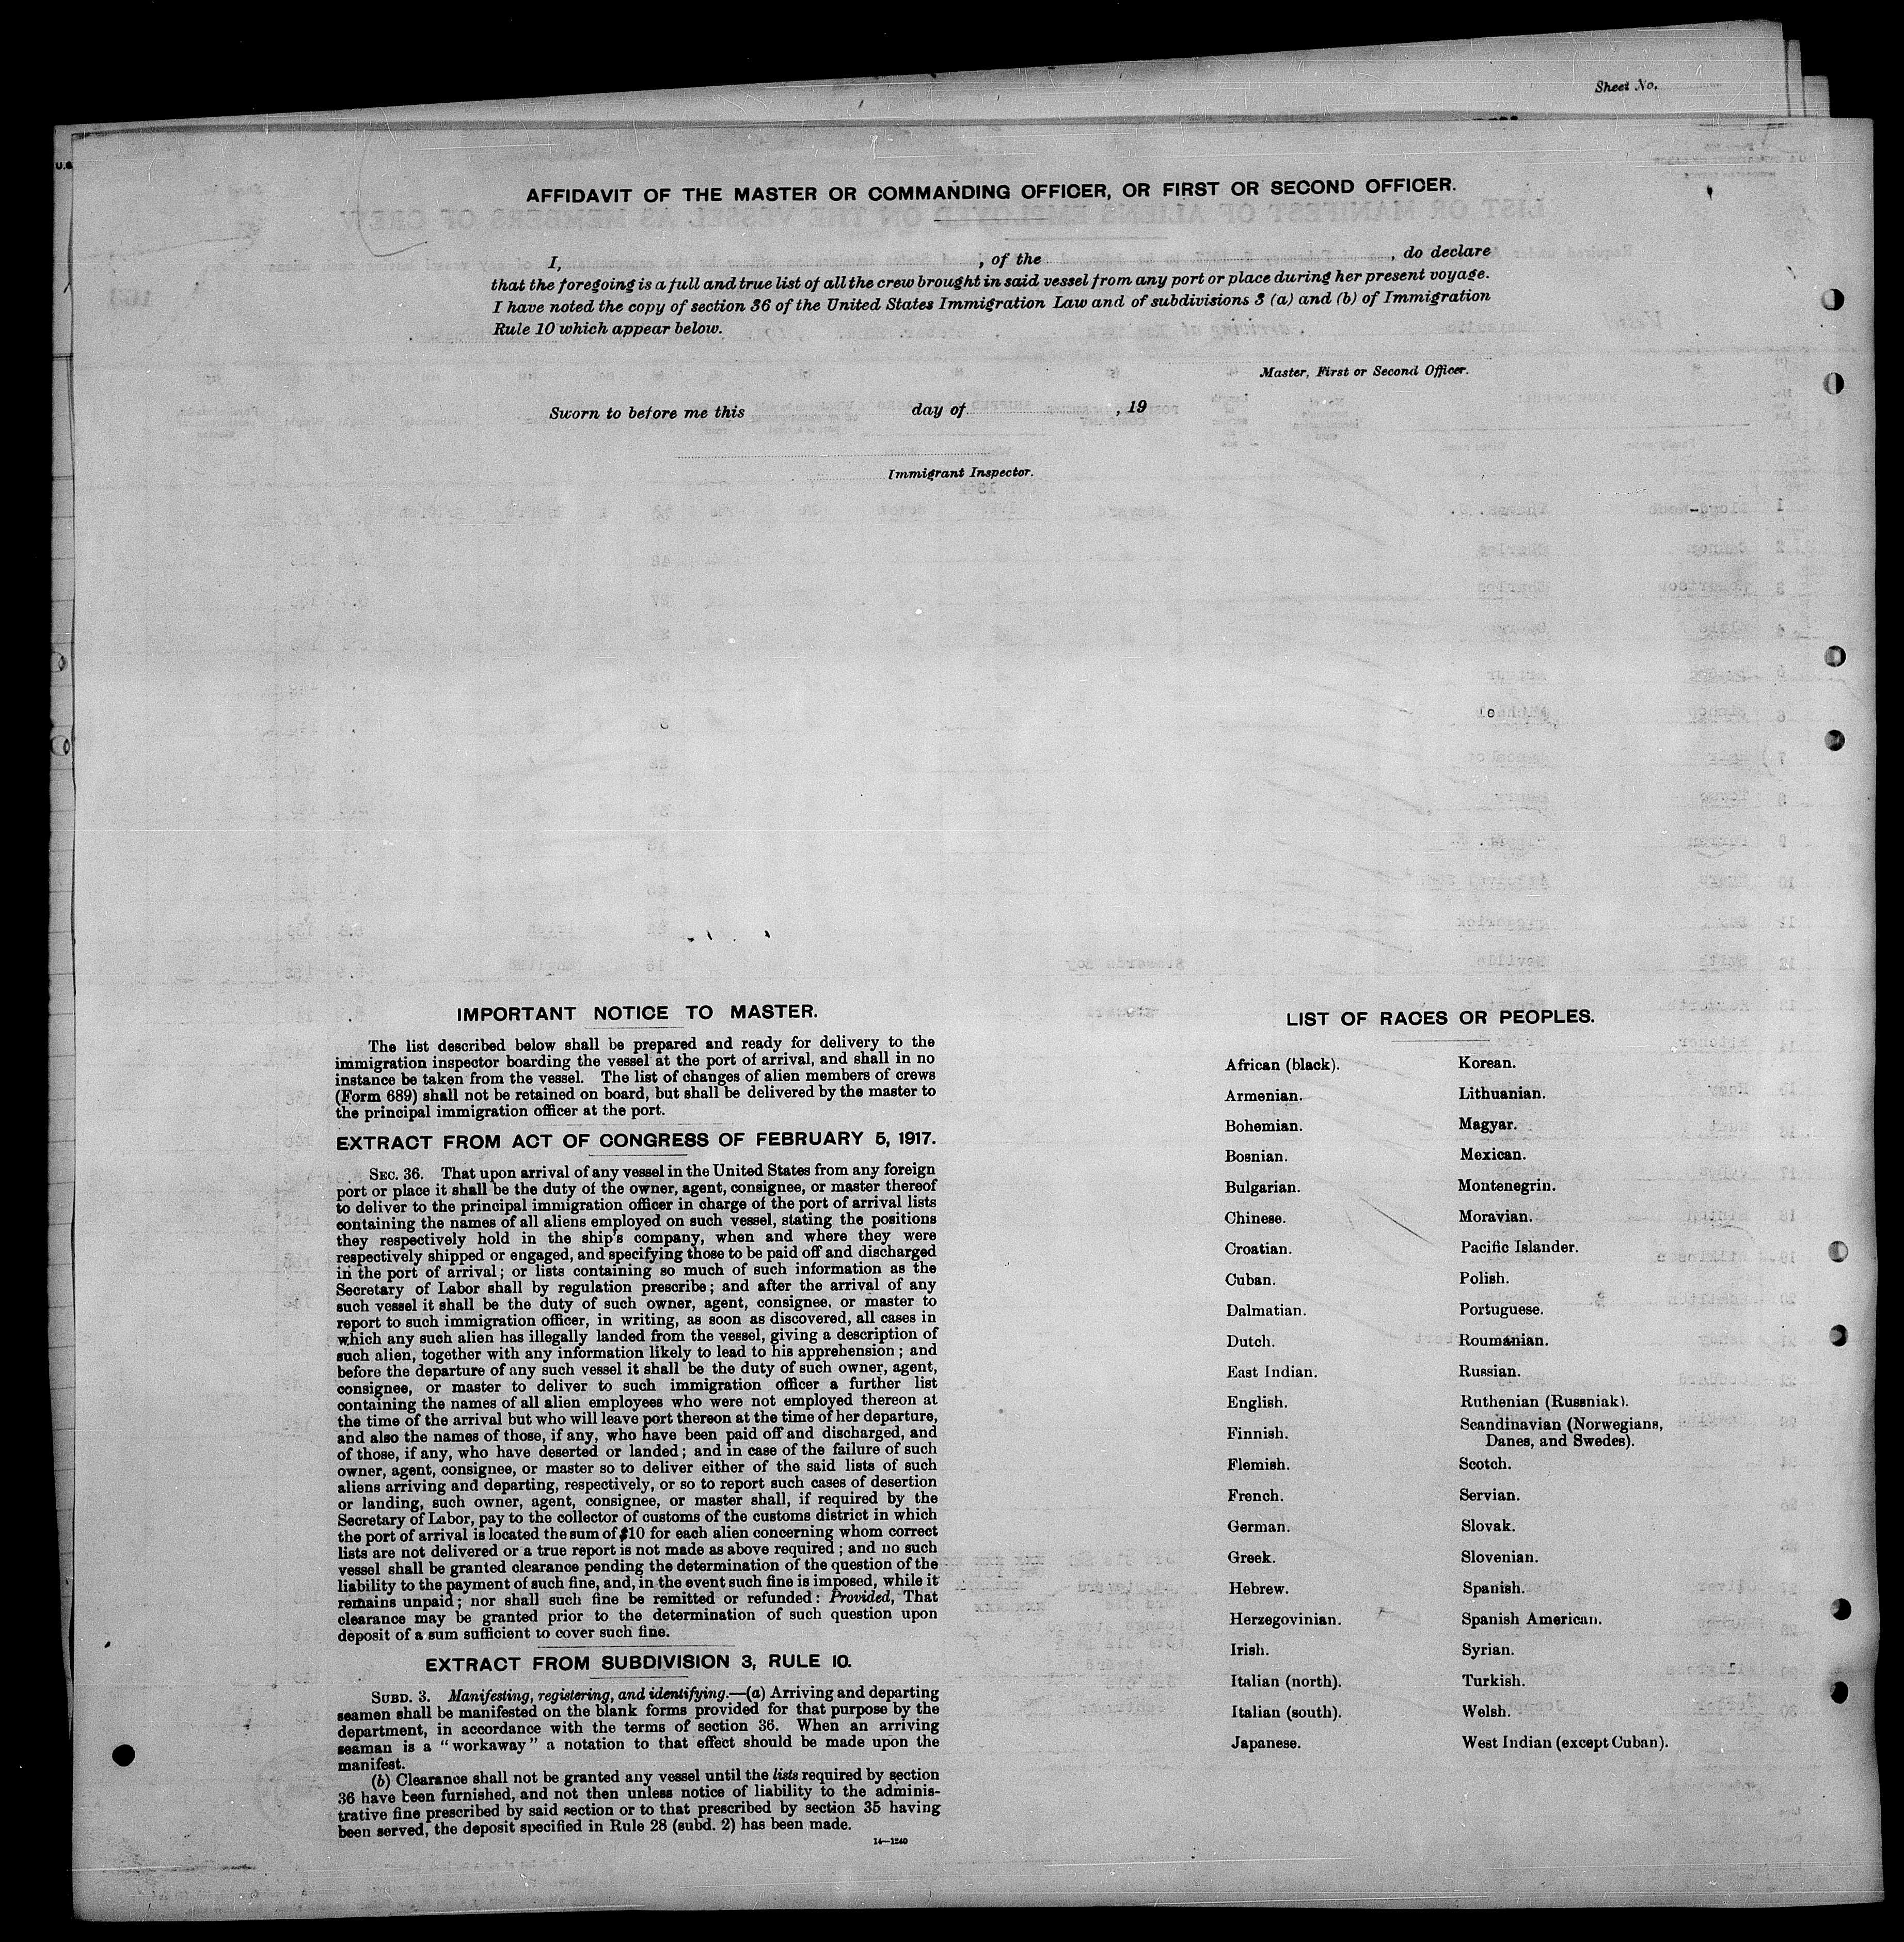 Sheet No.
U.S
AFFIDAVIT OF THE MASTER OR COMMANDING OFFICER, OR FIRST OR SECOND OFFICER.
I, , of the , do declare
that the foregoing is a full and true list of all the crew brought in said vessel from any port or place during her present voyage.
I have noted the copy of section 36 of the United States Immigration Law and of subdivisions 3 (a) and (b) of Immigration
Rule 10 which appear below.
Master, First or Second Officer.
Sworn to before me this day of , 19
Immigrant Inspector.
IMPORTANT NOTICE TO MASTER.
The list described below shall be prepared and ready for delivery to the
immigration inspector boarding the vessel at the port of arrival, and shall in no
instance be taken from the vessel. The list of changes of alien members of crews
(Form 689) shall not be retained on board, but shall be delivered by the master to
the principal immigration officer at the port.
EXTRACT FROM ACT OF CONGRESS OF FEBRUARY 5, 1917.
SEC. 36. That upon arrival of any vessel in the United States from any foreign
port or place it shall be the duty of the owner, agent, consignee, or master thereof
to deliver to the principal immigration officer in charge of the port of arrival lists
containing the names of all aliens employed on such vessel, stating the positions
they respectively hold in the ship's company, when and where they were
respectively shipped or engaged, and specifying those to be paid off and discharged
in the port of arrival; or lists containing so much of such information as the
Secretary of Labor shall by regulation prescribe; and after the arrival of any
such vessel it shall be the duty of such owner, agent, consignee, or master to
report to such immigration officer, in writing, as soon as discovered, all cases in
which any such alien has illegally landed from the vessel, giving a description of
such alien, together with any information likely to lead to his apprehension; and
before the departure of any such vessel it shall be the duty of such owner, agent,
consignee, or master to deliver to such immigration officer a further list
containing the names of all alien employees who were not employed thereon at
the time of the arrival but who will leave port thereon at the time of her departure,
and also the names of those, if any, who have been paid off and discharged, and
of those, if any, who have deserted or landed; and in case of the failure of such
owner, agent, consignee, or master so to deliver either of the said lists of such
aliens arriving and departing, respectively, or so to report such cases of desertion
or landing, such owner, agent, consignee, or master shall, if required by the
Secretary of Labor, pay to the collector of customs of the customs district in which
the port of arrival is located the sum of $10 for each alien concerning whom correct
lists are not delivered or a true report is not made as above required; and no such
vessel shall be granted clearance pending the determination of the question of the
liability to the payment of such fine, and, in the event such fine is imposed, while it
remains unpaid; nor shall such fine be remitted or refunded: Provided, That
clearance may be granted prior to the determination of such question upon
deposit of a sum sufficient to cover such fine.
EXTRACT FROM SUBDIVISION 3, RULE 10.
SUBD. 3. Manifesting, registering, and identifying.—(a) Arriving and departing
seamen shall be manifested on the blank forms provided for that purpose by the
department, in accordance with the terms of section 36. When an arriving
seaman is a "workaway" a notation to that effect should be made upon the
manifest.
(b) Clearance shall not be granted any vessel until the lists required by section
36 have been furnished, and not then unless notice of liability to the adminis-
trative fine prescribed by said section or to that prescribed by section 35 having
been served, the deposit specified in Rule 28 (subd. 2) has been made.
14—1240
LIST OF RACES OR PEOPLES.
African (black).
Armenian.
Bohemian.
Bosnian.
Bulgarian.
Chinese.
Croatian.
Cuban.
Dalmatian.
Dutch.
East Indian.
English.
Finnish.
Flemish.
French.
German.
Greek.
Hebrew.
Herzegovinian.
Irish.
Italian (north).
Italian (south).
Japanese.
Korean.
Lithuanian.
Magyar.
Mexican.
Montenegrin.
Moravian.
Pacific Islander.
Polish.
Portuguese.
Roumanian.
Russian.
Ruthenian (Russniak).
Scandinavian (Norwegians,
Danes, and Swedes).
Scotch.
Servian.
Slovak.
Slovenian.
Spanish.
Spanish American.
Syrian.
Turkish.
Welsh.
West Indian (except Cuban).